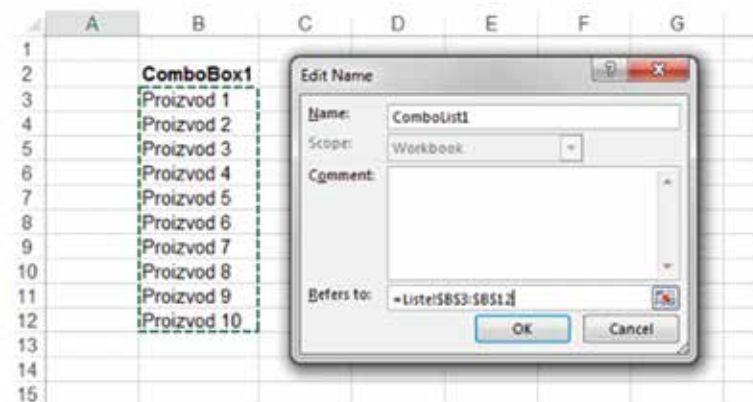 A B C D E F G
1
2 ComboBox1
3 Proizvod 1
4 Proizvod 2
5 Proizvod 3
6 Proizvod 4
7 Proizvod 5
8 Proizvod 6
9 Proizvod 7
10 Proizvod 8
11 Proizvod 9
12 Proizvod 10
13
14
15
Edit Name
Name: ComboList1
Scope: Workbook
Comment:
Refers to: =Liste!$B$3:$B$12
OK Cancel